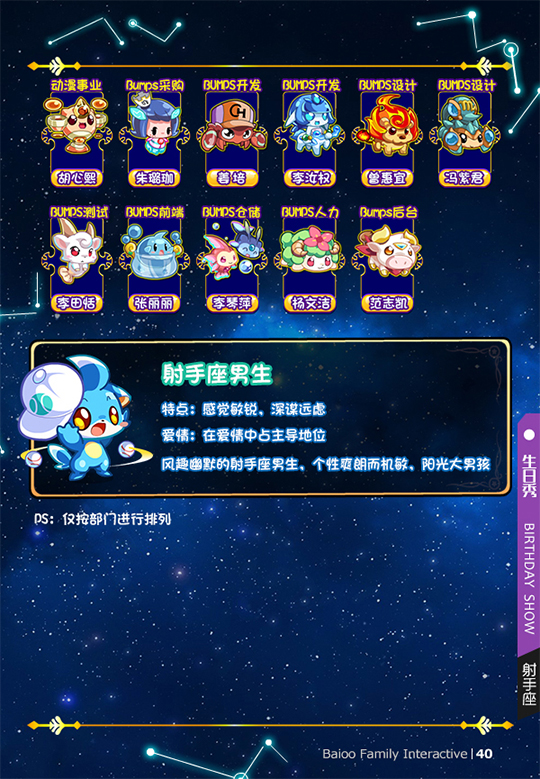 动漫事业 Bumps采购 BUMPS开发 BUMPS开发 BUMPS设计 BUMPS设计
CH
胡心熙 朱璐珈 姜培 李汝权 曾惠宜 冯紫君
BUMPS测试 BUMPS前端 BUMPS仓储 BUMPS人力 Bumps后台
李田恬 张丽丽 李琴萍 杨文洁 范志凯
射手座男生
特点：感觉敏锐、深谋远虑
爱情：在爱情中占主导地位
风趣幽默的射手座男生、个性爽朗而机敏、阳光大男孩
PS：仅按部门进行排列
生日秀
BIRTHDAY SHOW
射手座
Baioo Family Interactive | 40